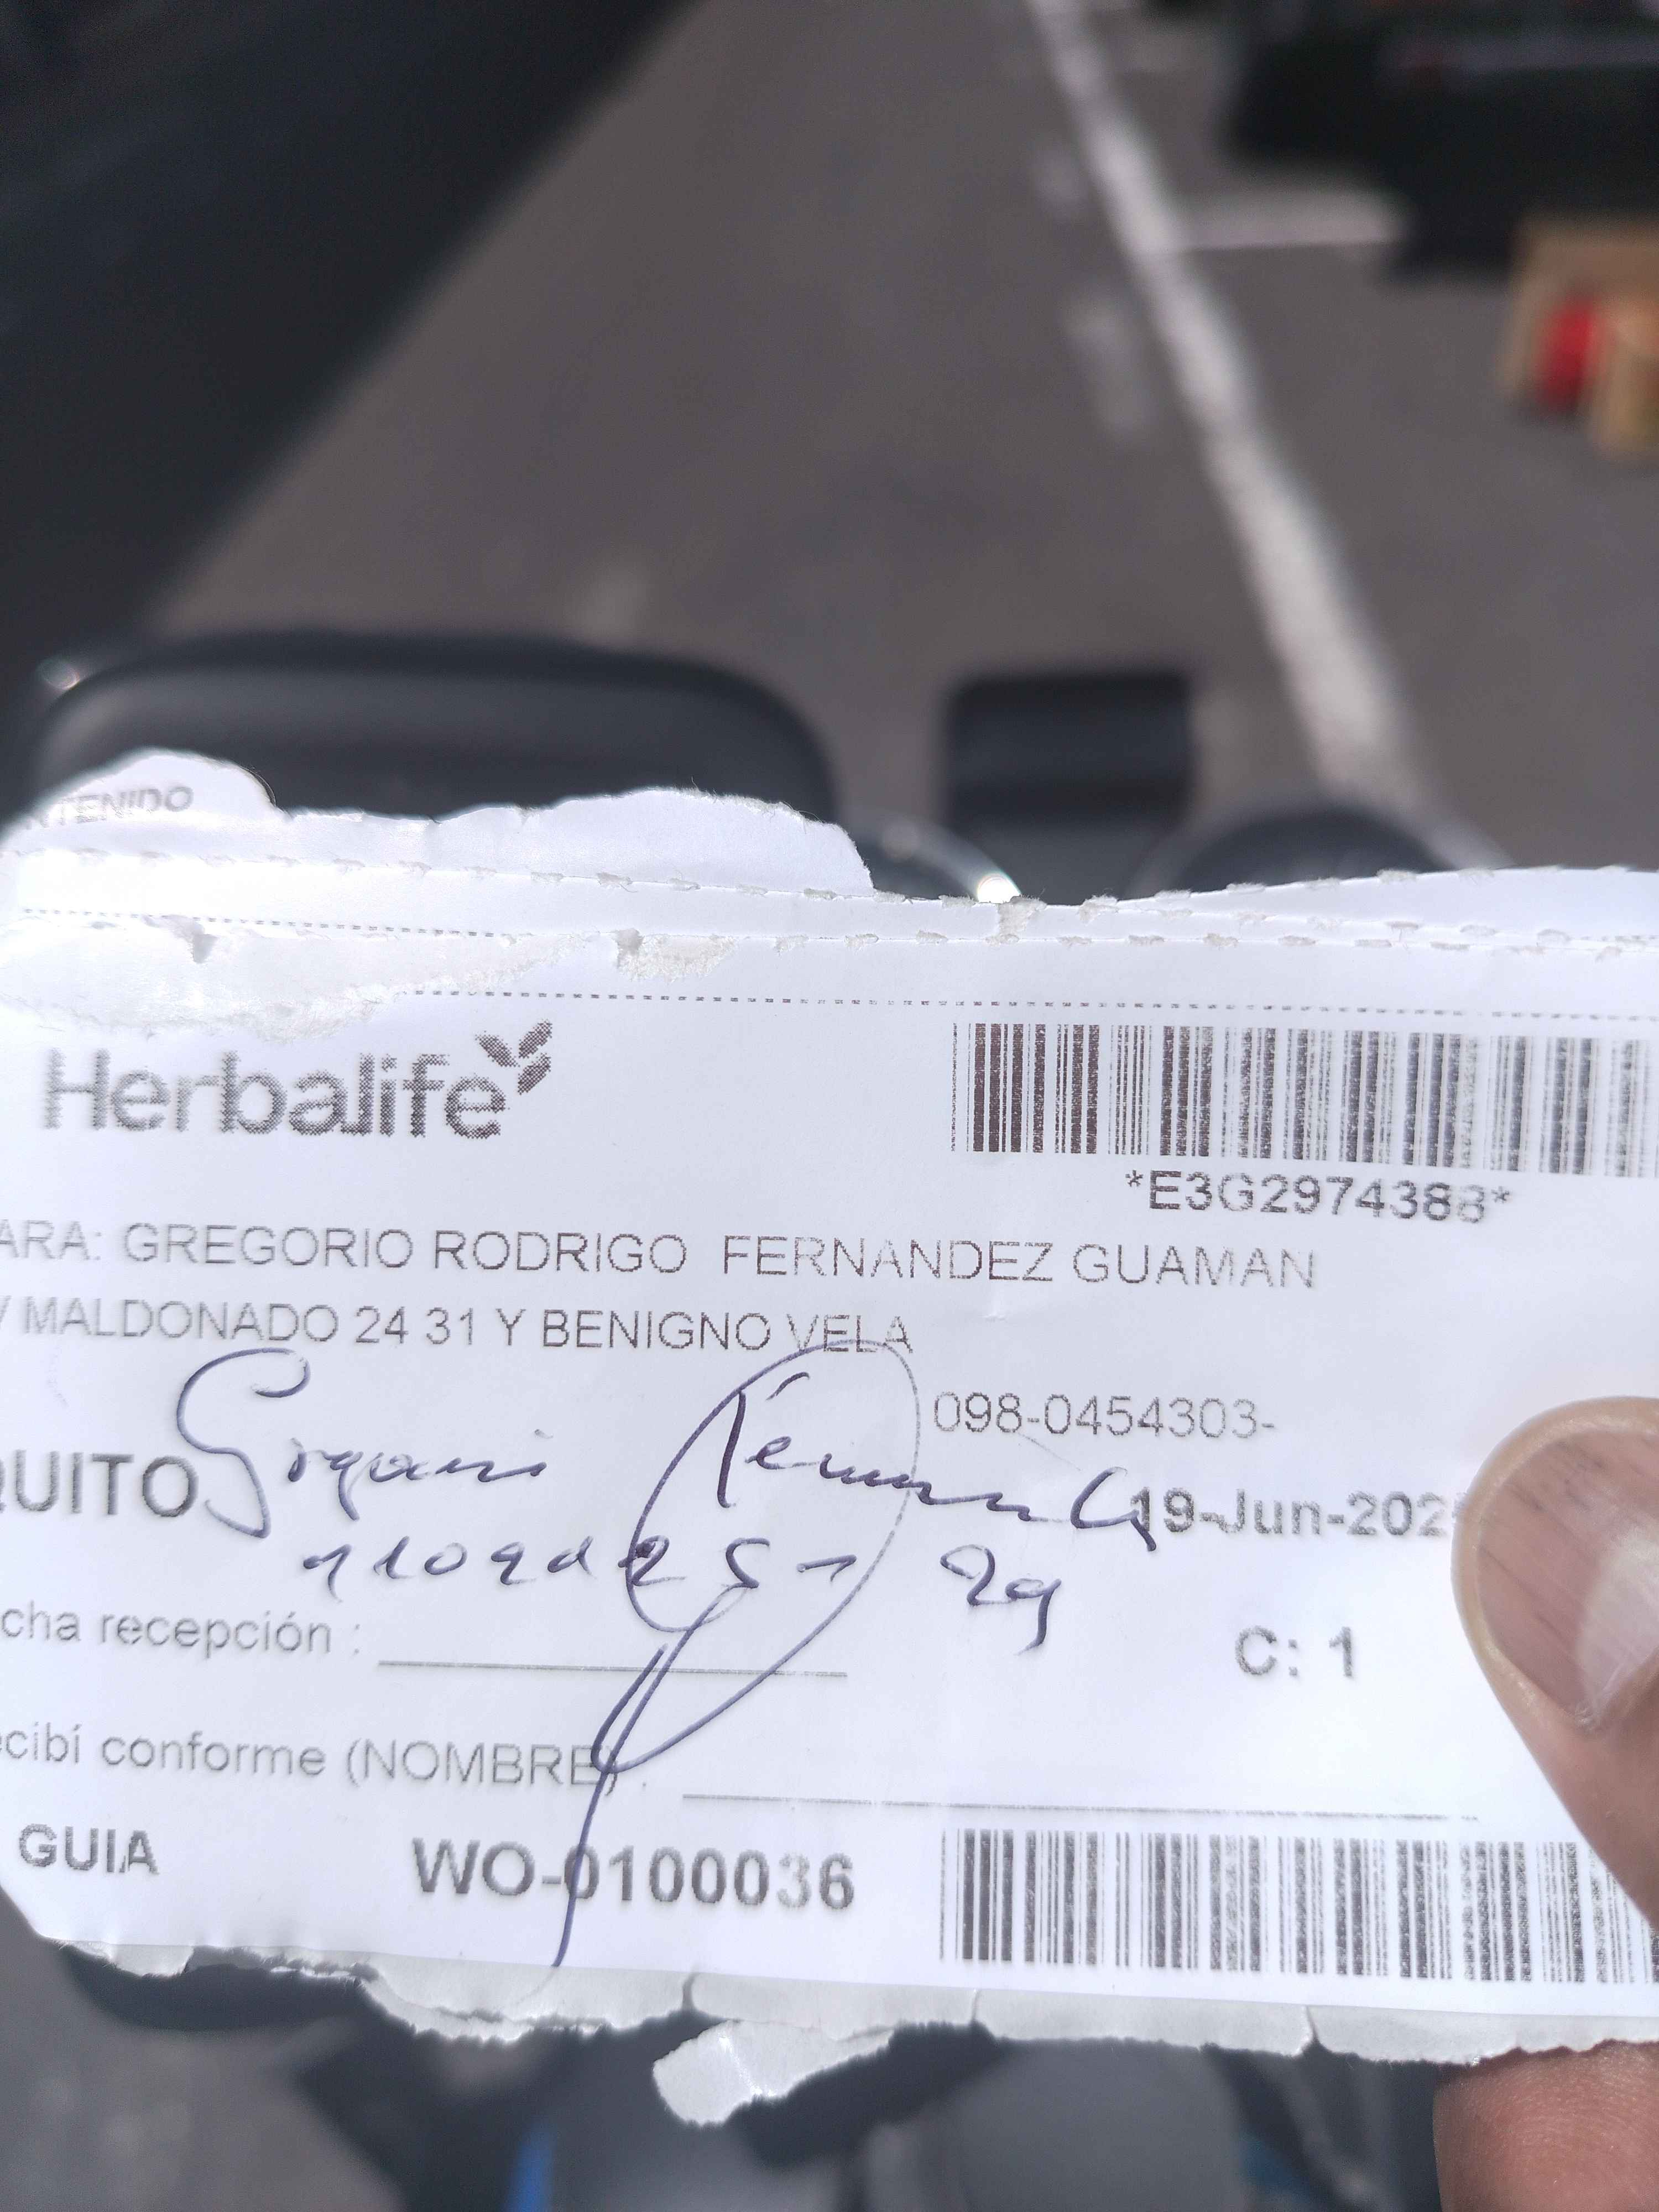 NTENIDO
Herbalife
*E3G2974388*
ARA: GREGORIO RODRIGO FERNANDEZ GUAMAN
V MALDONADO 24 31 Y BENIGNO VELA
098-0454303-
QUITO
19-Jun-202
cha recepción :
C: 1
ecibí conforme (NOMBRE) :
GUIA WO-0100036